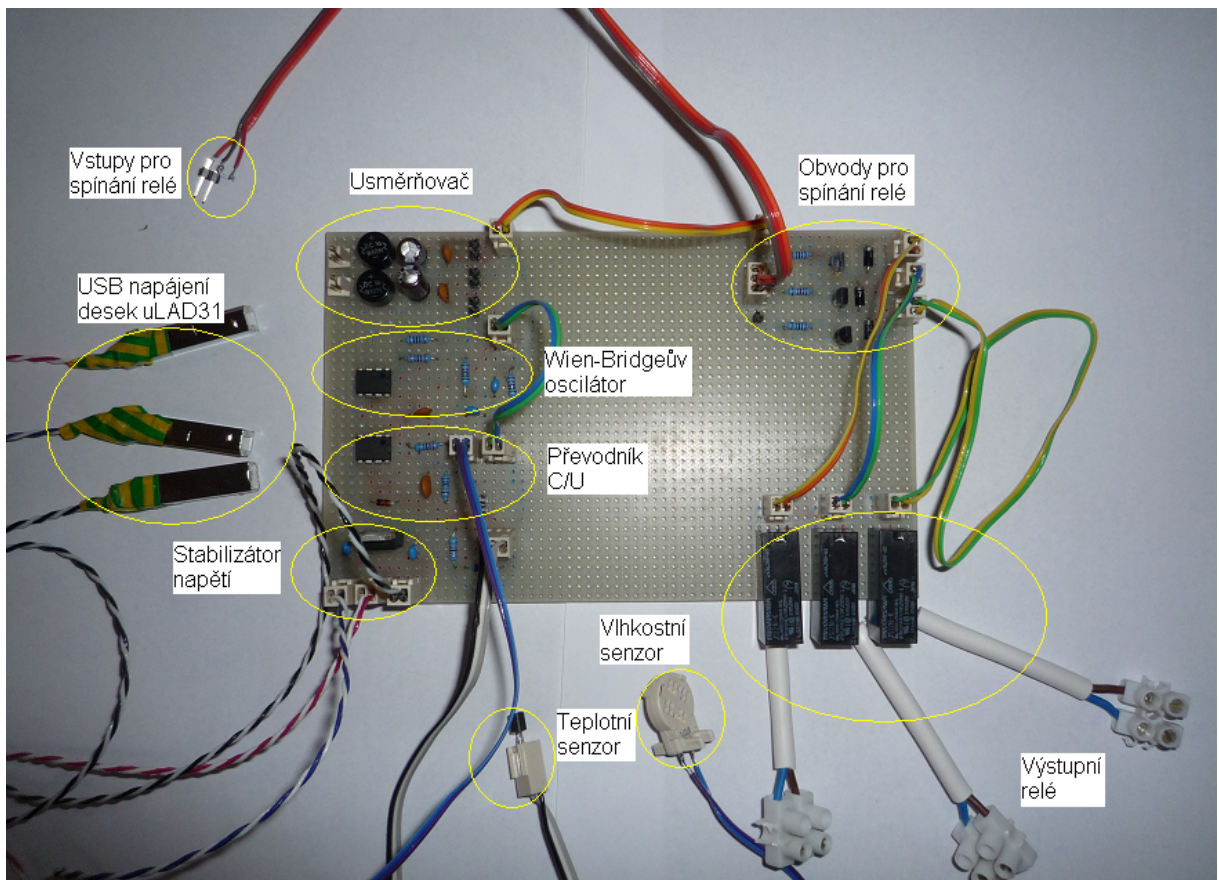 Vstupy pro
spínání relé
Usměrňovač
Obvody pro
spínání relé
USB napájení
desek uLAD31
Wien-Bridgeův
oscilátor
Převodník
C/U
Stabilizátor
napětí
Vlhkostní
senzor
Teplotní
senzor
Výstupní
relé